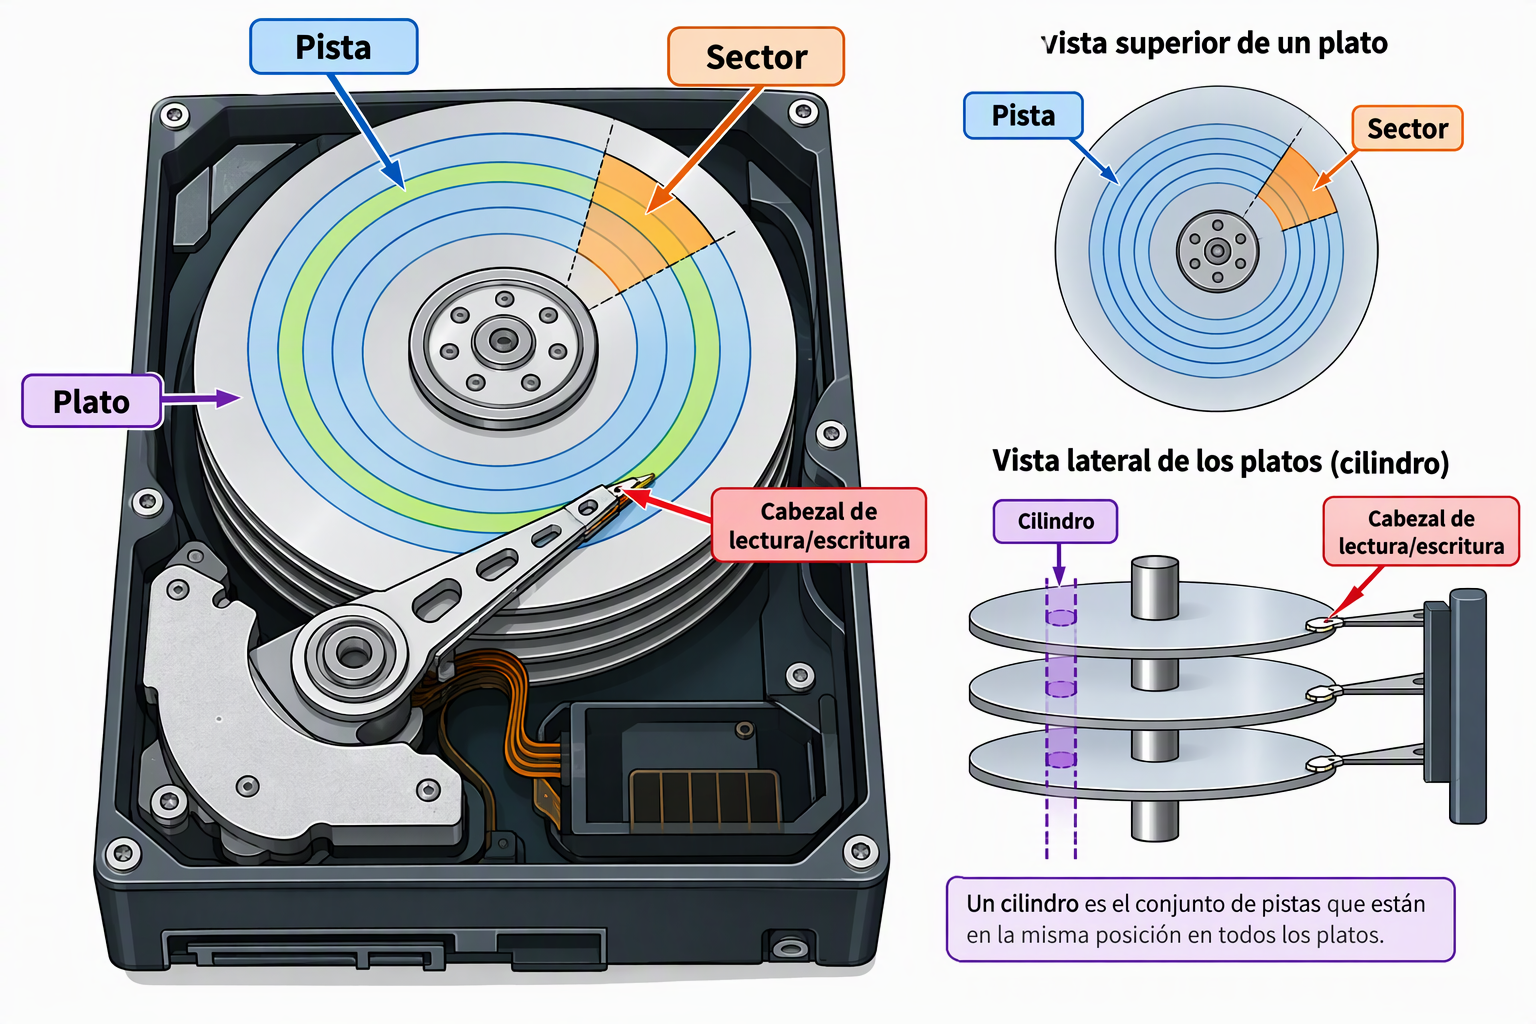 Pista
Sector
Plato
Cabezal de
lectura/escritura
Vista superior de un plato
Pista
Sector
Vista lateral de los platos (cilindro)
Cilindro
Cabezal de
lectura/escritura
Un cilindro es el conjunto de pistas que están
en la misma posición en todos los platos.